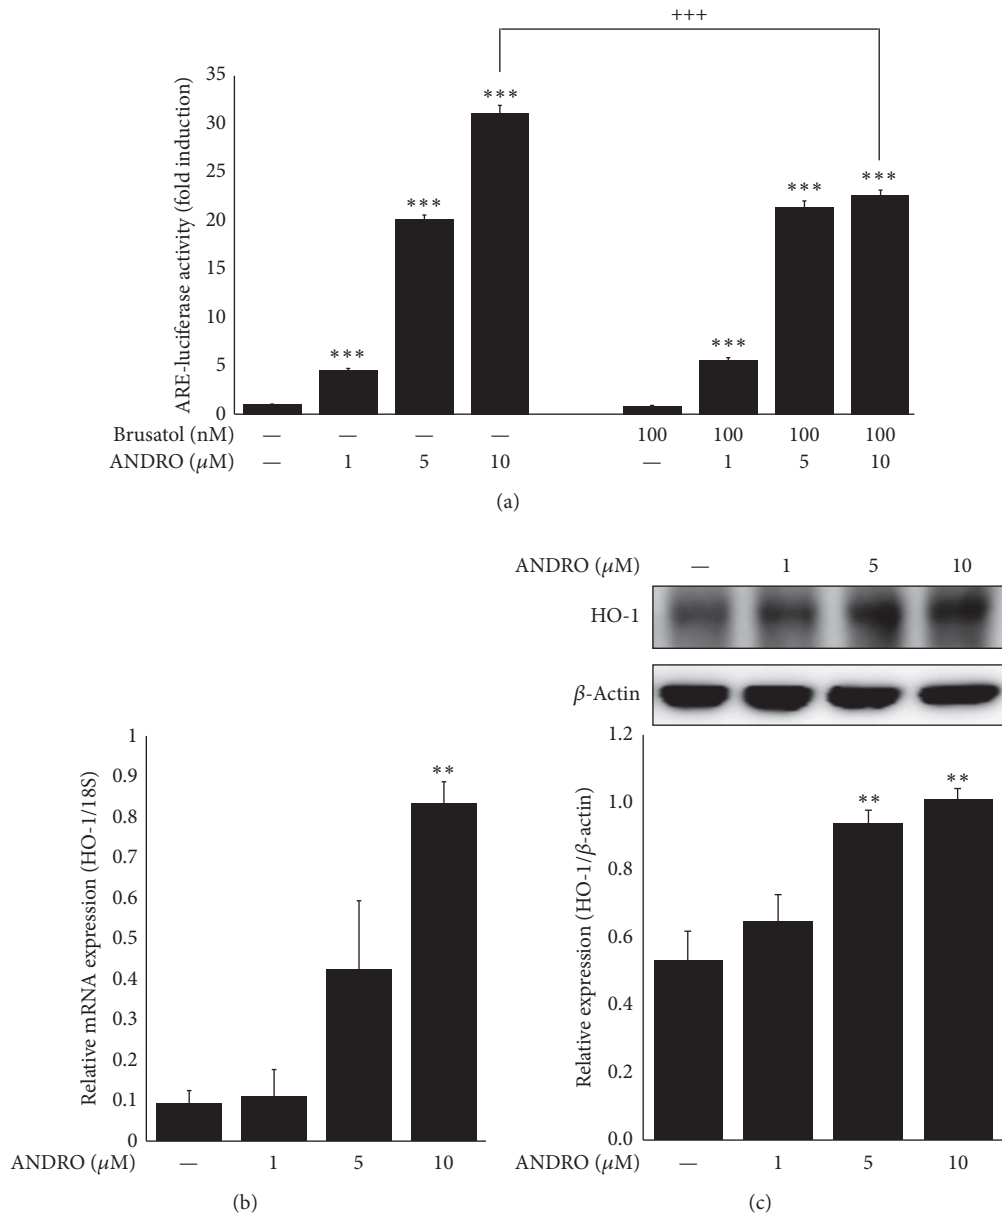 +++
ARE-luciferase activity (fold induction)
35
30
25
20
15
10
5
0
***
***
***
***
***
***
Brusatol (nM) — — — — 100 100 100 100
ANDRO (μM) — 1 5 10 — 1 5 10
(a)
Relative mRNA expression (HO-1/18S)
1
0.9
0.8
0.7
0.6
0.5
0.4
0.3
0.2
0.1
0
**
ANDRO (μM) — 1 5 10
(b)
ANDRO (μM) — 1 5 10
HO-1
β-Actin
Relative expression (HO-1/β-actin)
1.2
1.0
0.8
0.6
0.4
0.2
0.0
**
**
ANDRO (μM) — 1 5 10
(c)